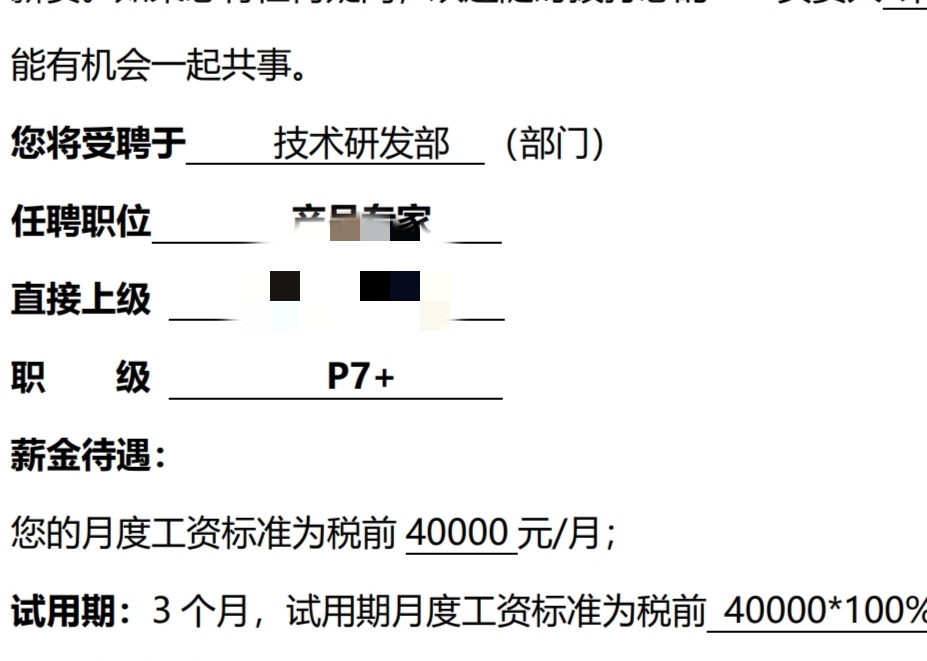 能有机会一起共事。
您将受聘于 技术研发部 （部门）
任聘职位 产品专家
直接上级
职 级 P7+
薪金待遇：
您的月度工资标准为税前 40000 元/月；
试用期：3 个月，试用期月度工资标准为税前 40000*100%